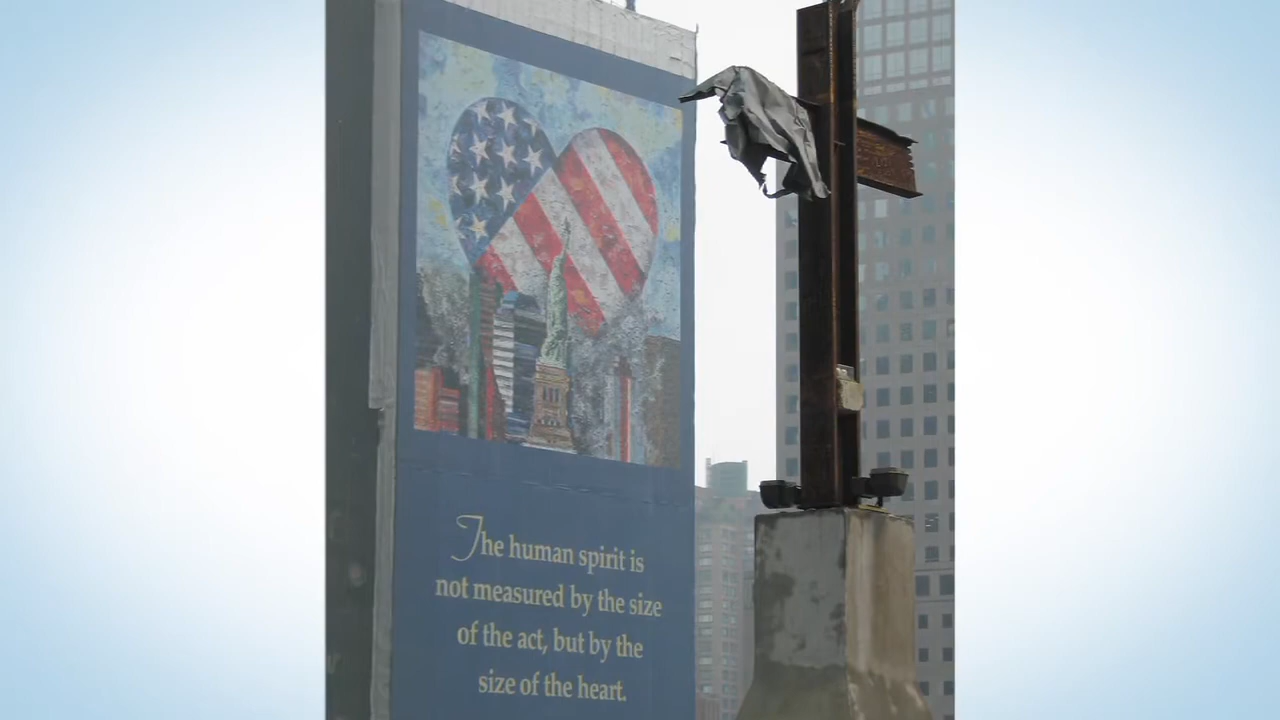 The human spirit is
not measured by the size
of the act, but by the
size of the heart.